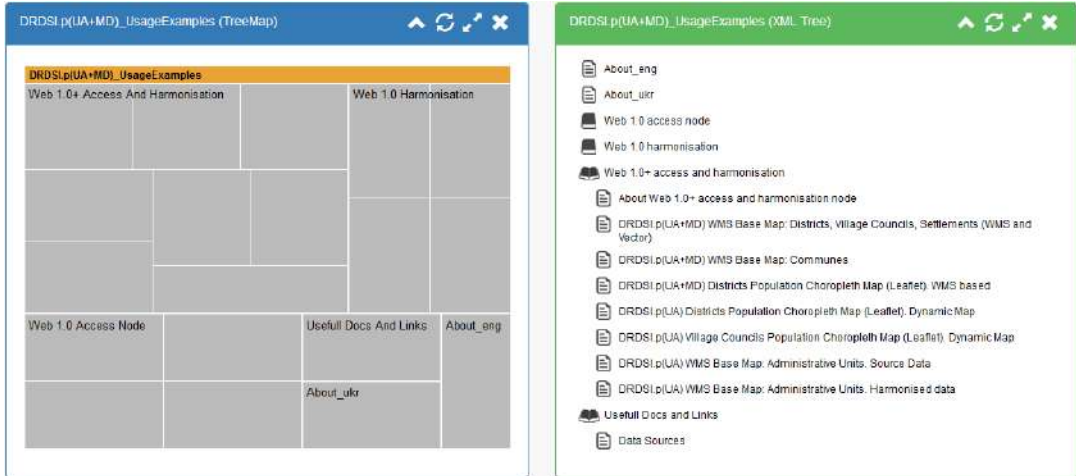 DRDSI.p(UA+MD)_UsageExamples (TreeMap)
DRDSI.p(UA+MD)_UsageExamples
Web 1.0+ Access And Harmonisation
Web 1.0 Harmonisation
Web 1.0 Access Node
Usefull Docs And Links
About_eng
About_ukr
DRDSI.p(UA+MD)_UsageExamples (XML Tree)
About_eng
About_ukr
Web 1.0 access node
Web 1.0 harmonisation
Web 1.0+ access and harmonisation
About Web 1.0+ access and harmonisation node
DRDSI.p(UA+MD) WMS Base Map: Districts, Village Councils, Settlements (WMS and
Vector)
DRDSI.p(UA+MD) WMS Base Map: Communes
DRDSI.p(UA+MD) Districts Population Choropleth Map (Leaflet). WMS based
DRDSI.p(UA) Districts Population Choropleth Map (Leaflet). Dynamic Map
DRDSI.p(UA) Village Councils Population Choropleth Map (Leaflet). Dynamic Map
DRDSI.p(UA) WMS Base Map: Administrative Units. Source Data
DRDSI.p(UA) WMS Base Map: Administrative Units. Harmonised data
Usefull Docs and Links
Data Sources